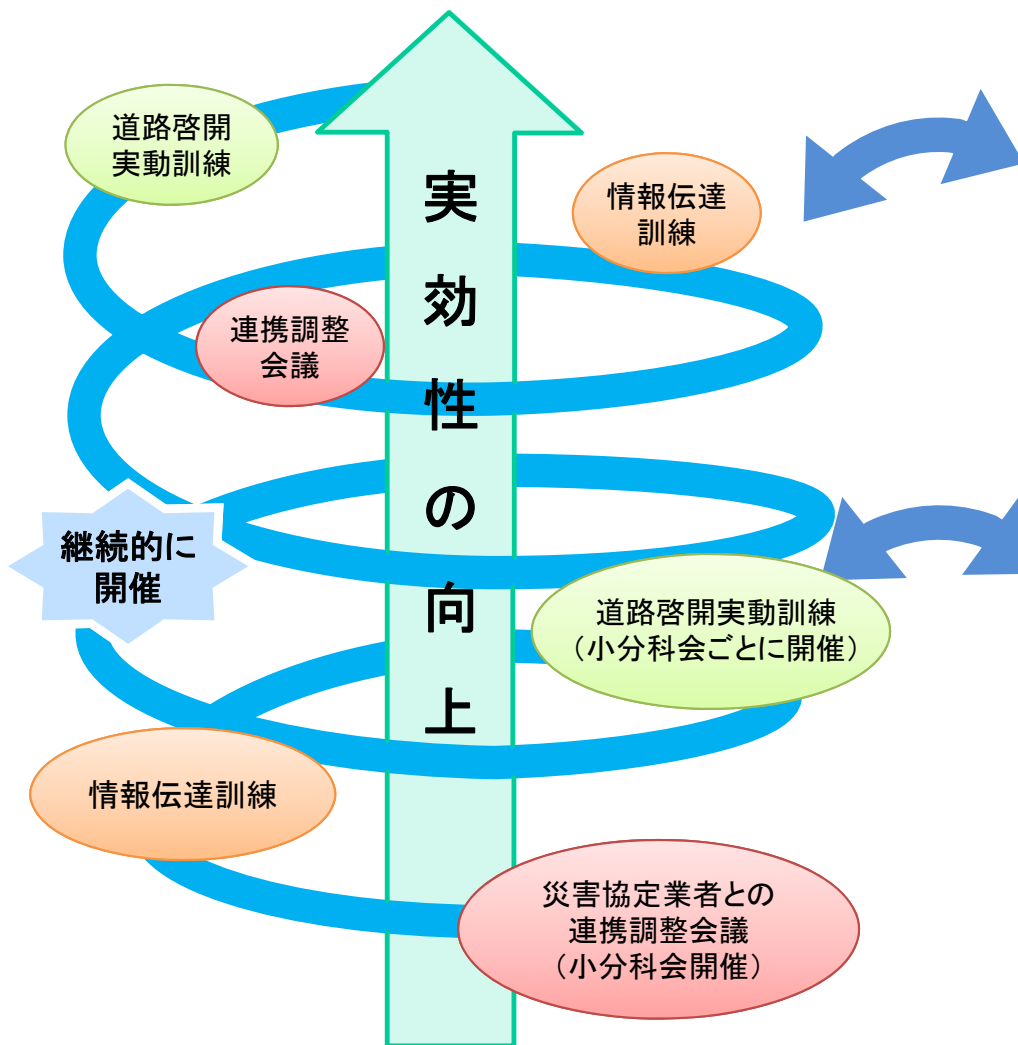 道路啓開
実動訓練
情報伝達
訓練
連携調整
会議
実効性の向上
継続的に
開催
道路啓開実動訓練
（小分科会ごとに開催）
情報伝達訓練
災害協定業者との
連携調整会議
（小分科会開催）